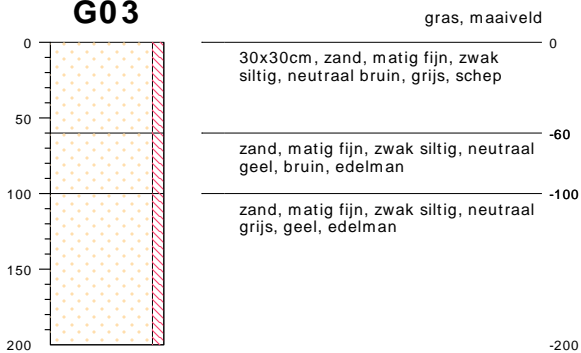 G03
gras, maaiveld
0
0
30x30cm, zand, matig fijn, zwak
siltig, neutraal bruin, grijs, schep
50
-60
zand, matig fijn, zwak siltig, neutraal
geel, bruin, edelman
100
-100
zand, matig fijn, zwak siltig, neutraal
grijs, geel, edelman
150
200
-200